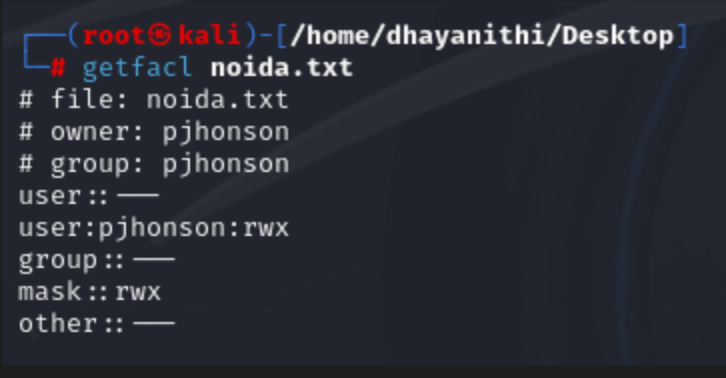 ┌──(root㉿kali)-[/home/dhayanithi/Desktop]
└─# getfacl noida.txt
# file: noida.txt
# owner: pjhonson
# group: pjhonson
user::---
user:pjhonson:rwx
group::---
mask::rwx
other::---